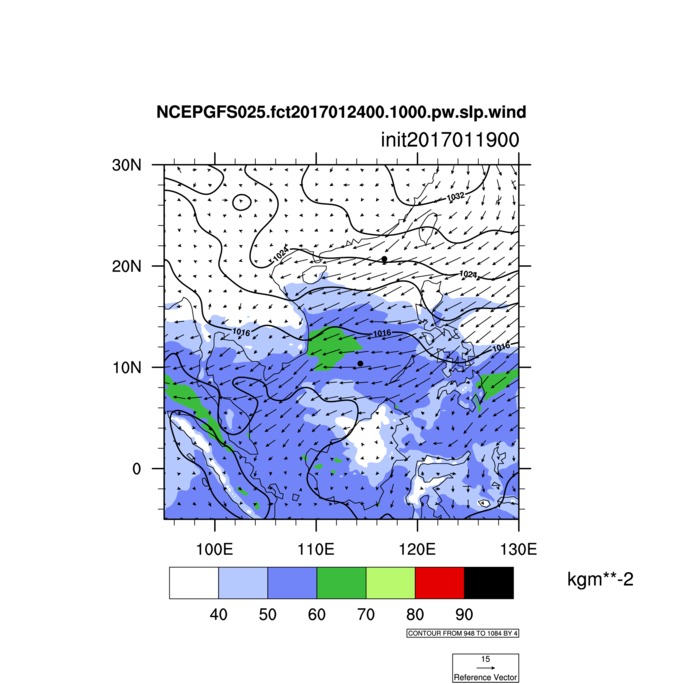 NCEPGFS025.fct2017012400.1000.pw.slp.wind
init2017011900
30N
1032
1024
20N
1024
1016
1016
1016
10N
0
100E 110E 120E 130E
kgm**-2
40 50 60 70 80 90
CONTOUR FROM 948 TO 1084 BY 4
15
Reference Vector